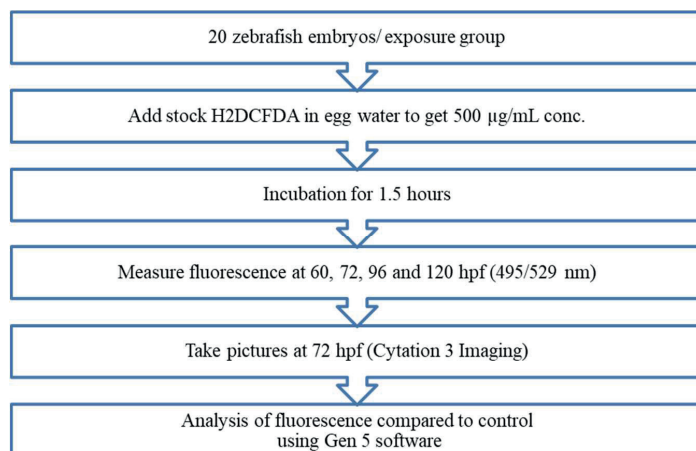 20 zebrafish embryos/ exposure group
Add stock H2DCFDA in egg water to get 500 µg/mL conc.
Incubation for 1.5 hours
Measure fluorescence at 60, 72, 96 and 120 hpf (495/529 nm)
Take pictures at 72 hpf (Cytation 3 Imaging)
Analysis of fluorescence compared to control
using Gen 5 software